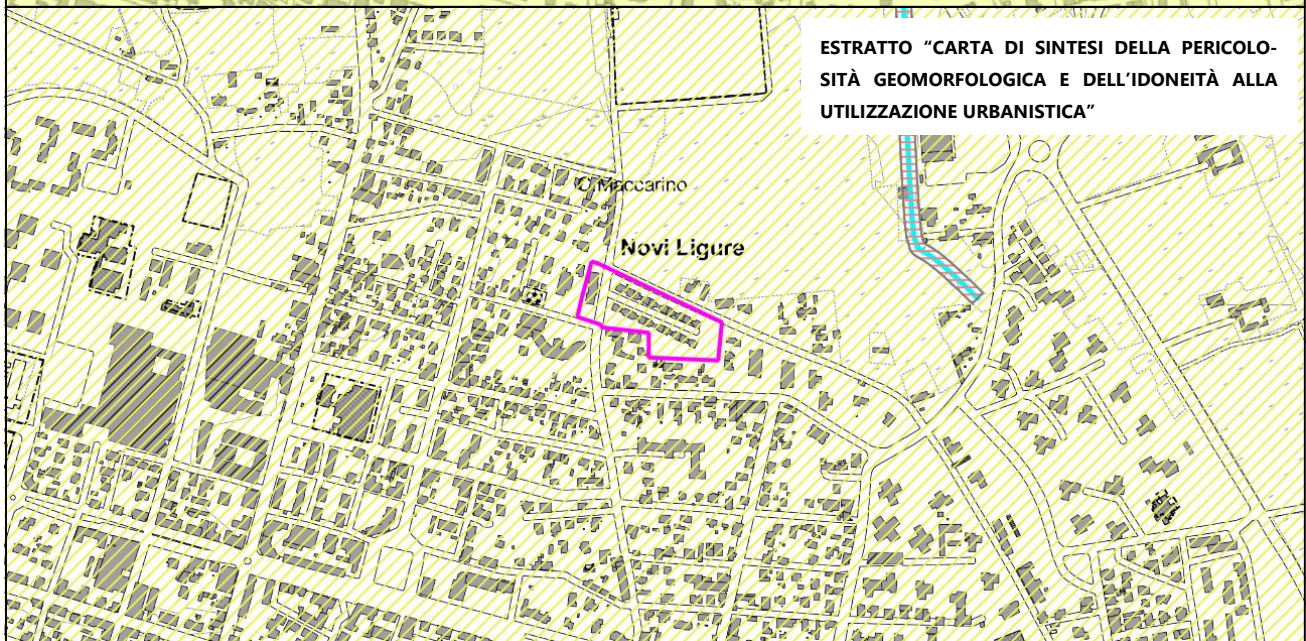 ESTRATTO “CARTA DI SINTESI DELLA PERICOLO-
SITÀ GEOMORFOLOGICA E DELL’IDONEITÀ ALLA
UTILIZZAZIONE URBANISTICA”
Maccarino
Novi Ligure